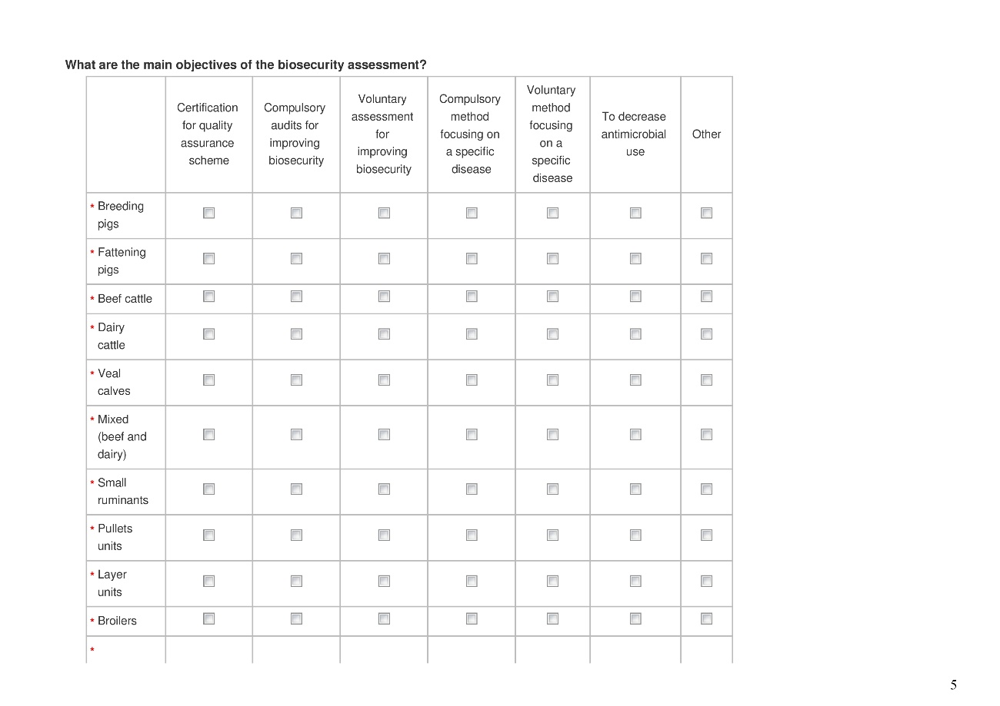 What are the main objectives of the biosecurity assessment?
Certification
for quality
assurance
scheme
Compulsory
audits for
improving
biosecurity
Voluntary
assessment
for
improving
biosecurity
Compulsory
method
focusing on
a specific
disease
Voluntary
method
focusing
on a
specific
disease
To decrease
antimicrobial
use
Other
* Breeding
pigs
* Fattening
pigs
* Beef cattle
* Dairy
cattle
* Veal
calves
* Mixed
(beef and
dairy)
* Small
ruminants
* Pullets
units
* Layer
units
* Broilers
*
5